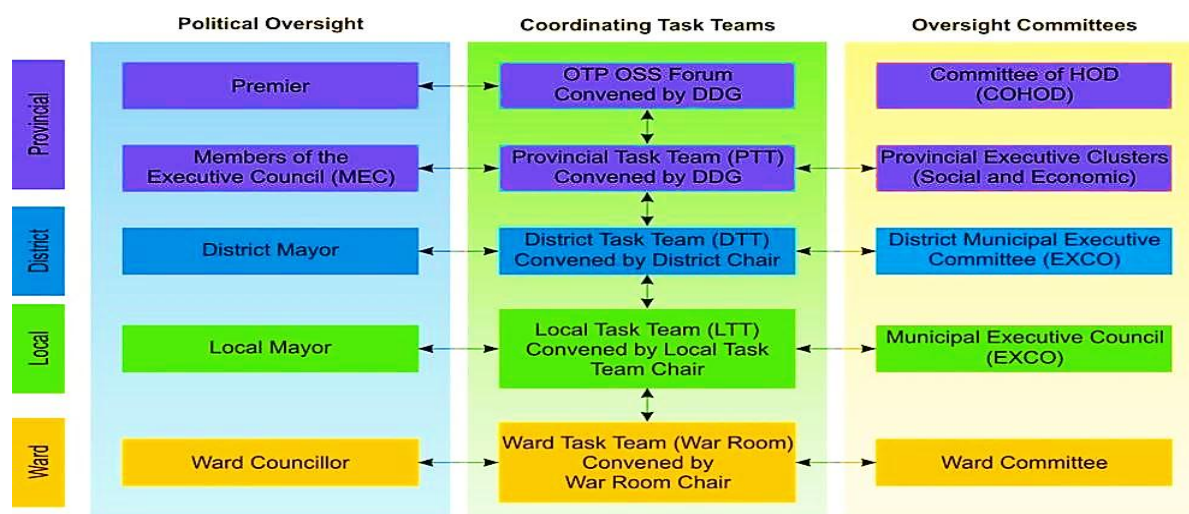 Political Oversight
Coordinating Task Teams
Oversight Committees
Provincial
Premier
OTP OSS Forum
Convened by DDG
Committee of HOD
(COHOD)
Members of the
Executive Council (MEC)
Provincial Task Team (PTT)
Convened by DDG
Provincial Executive Clusters
(Social and Economic)
District
District Mayor
District Task Team (DTT)
Convened by District Chair
District Municipal Executive
Committee (EXCO)
Local
Local Mayor
Local Task Team (LTT)
Convened by Local Task
Team Chair
Municipal Executive Council
(EXCO)
Ward
Ward Councillor
Ward Task Team (War Room)
Convened by
War Room Chair
Ward Committee